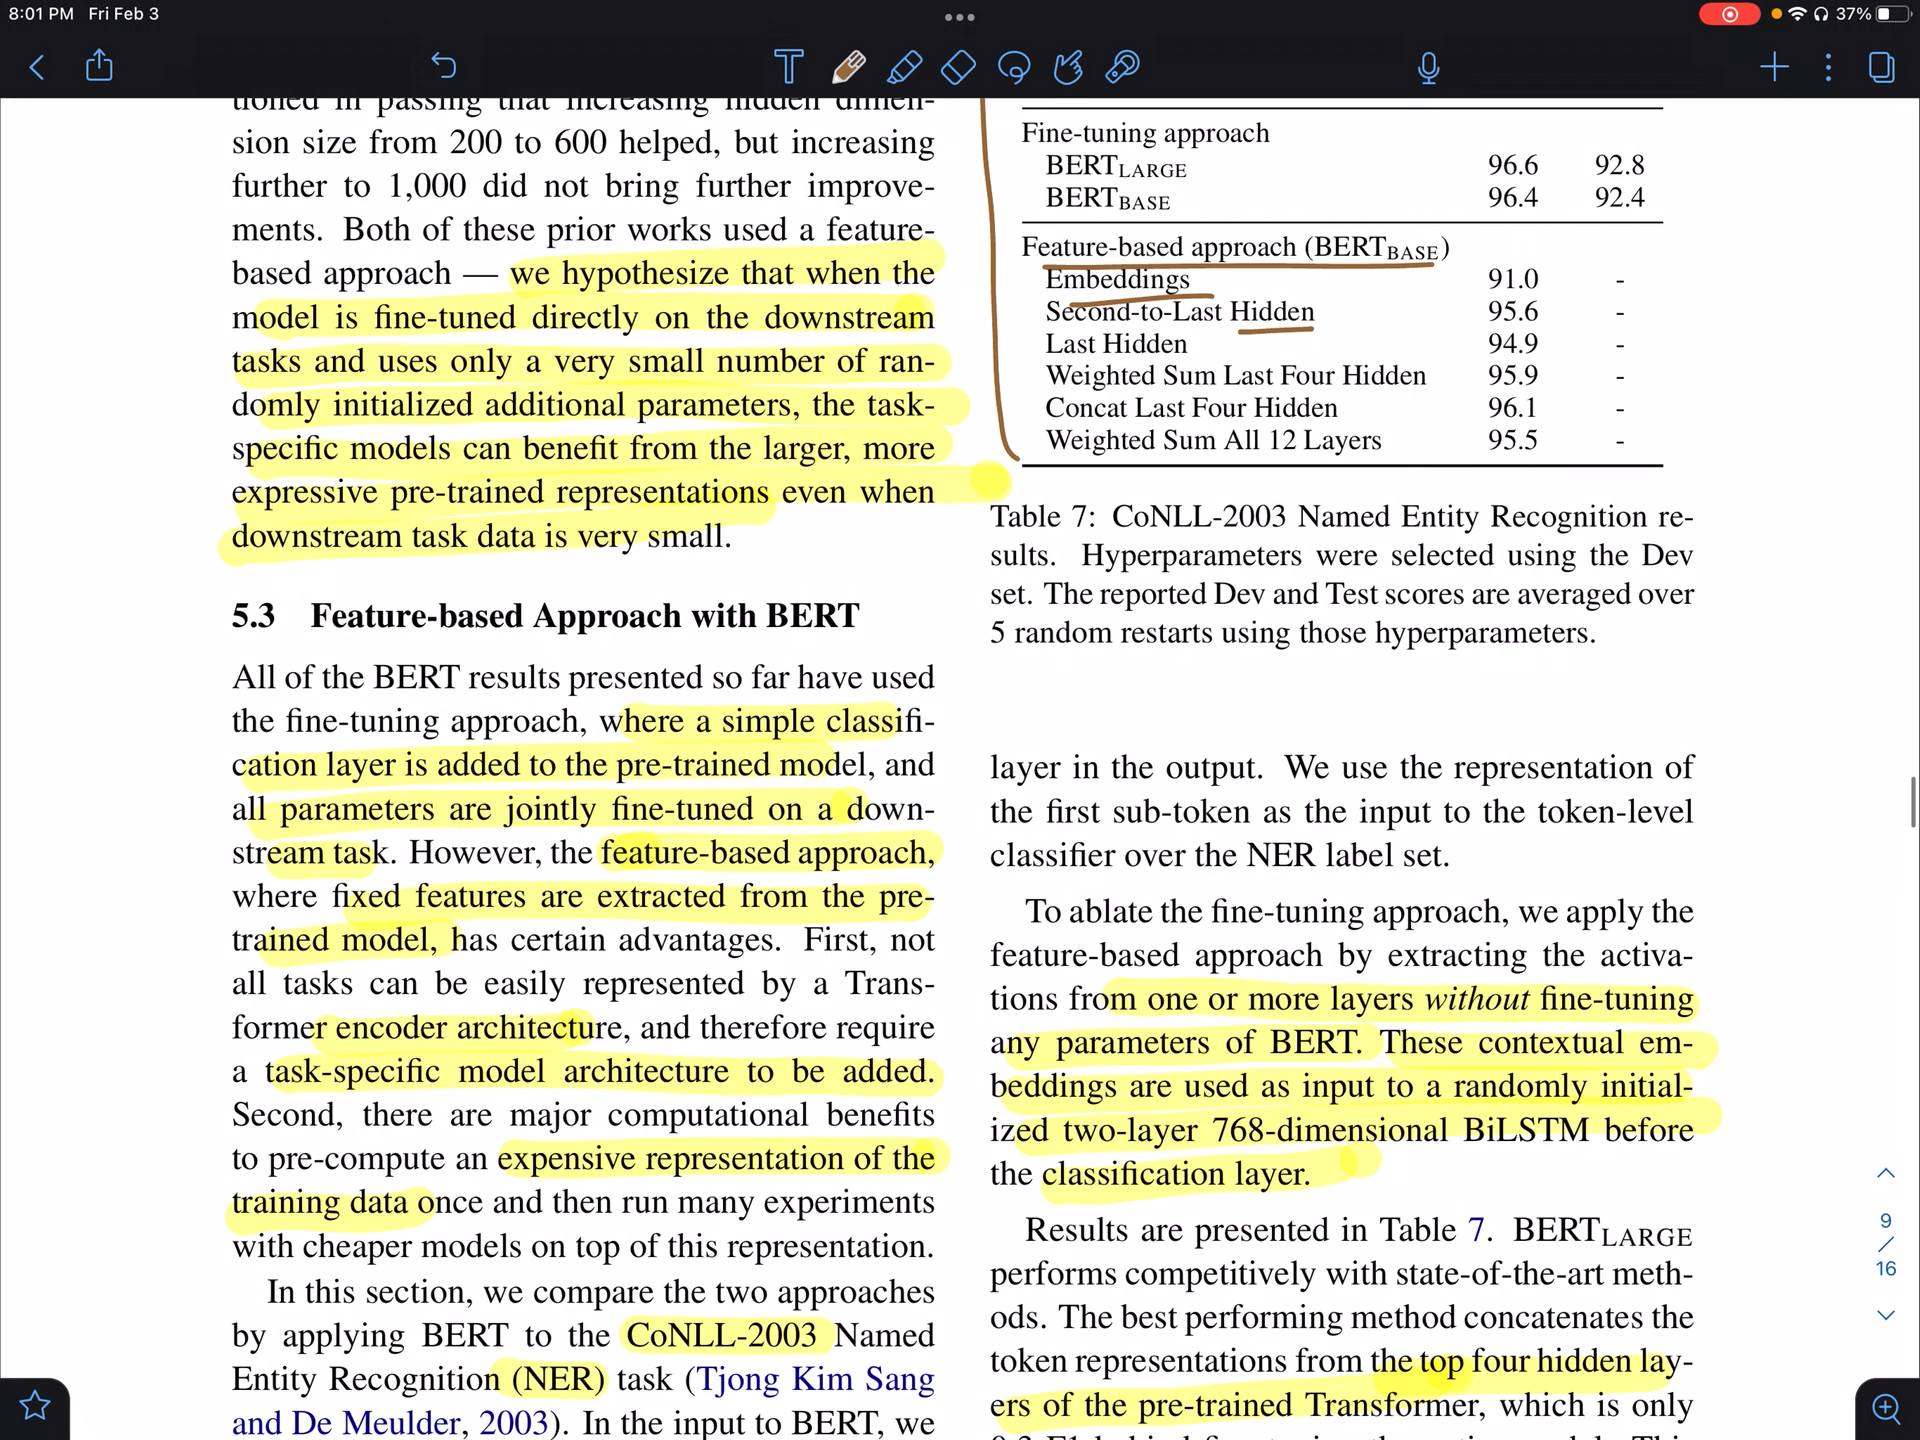 8:01 PM Fri Feb 3
37%
tioned in passing that increasing hidden dimen-
sion size from 200 to 600 helped, but increasing
further to 1,000 did not bring further improve-
ments. Both of these prior works used a feature-
based approach — we hypothesize that when the
model is fine-tuned directly on the downstream
tasks and uses only a very small number of ran-
domly initialized additional parameters, the task-
specific models can benefit from the larger, more
expressive pre-trained representations even when
downstream task data is very small.
5.3 Feature-based Approach with BERT
All of the BERT results presented so far have used
the fine-tuning approach, where a simple classifi-
cation layer is added to the pre-trained model, and
all parameters are jointly fine-tuned on a down-
stream task. However, the feature-based approach,
where fixed features are extracted from the pre-
trained model, has certain advantages. First, not
all tasks can be easily represented by a Trans-
former encoder architecture, and therefore require
a task-specific model architecture to be added.
Second, there are major computational benefits
to pre-compute an expensive representation of the
training data once and then run many experiments
with cheaper models on top of this representation.
In this section, we compare the two approaches
by applying BERT to the CoNLL-2003 Named
Entity Recognition (NER) task (Tjong Kim Sang
and De Meulder, 2003). In the input to BERT, we
Fine-tuning approach
BERTLARGE 96.6 92.8
BERTBASE 96.4 92.4
Feature-based approach (BERTBASE)
Embeddings 91.0 -
Second-to-Last Hidden 95.6 -
Last Hidden 94.9 -
Weighted Sum Last Four Hidden 95.9 -
Concat Last Four Hidden 96.1 -
Weighted Sum All 12 Layers 95.5 -
Table 7: CoNLL-2003 Named Entity Recognition re-
sults. Hyperparameters were selected using the Dev
set. The reported Dev and Test scores are averaged over
5 random restarts using those hyperparameters.
layer in the output. We use the representation of
the first sub-token as the input to the token-level
classifier over the NER label set.
To ablate the fine-tuning approach, we apply the
feature-based approach by extracting the activa-
tions from one or more layers without fine-tuning
any parameters of BERT. These contextual em-
beddings are used as input to a randomly initial-
ized two-layer 768-dimensional BiLSTM before
the classification layer.
Results are presented in Table 7. BERTLARGE
performs competitively with state-of-the-art meth-
ods. The best performing method concatenates the
token representations from the top four hidden lay-
ers of the pre-trained Transformer, which is only
9
/
16